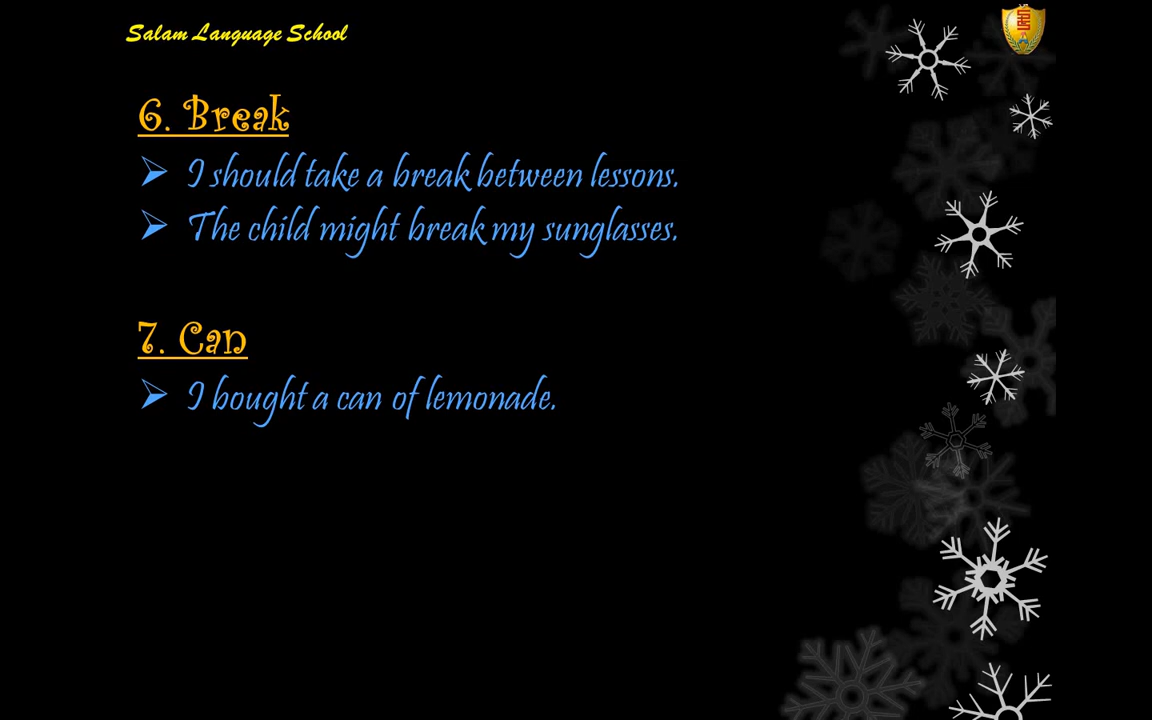 Salam Language School
6. Break
➢ I should take a break between lessons.
➢ The child might break my sunglasses.
7. Can
➢ I bought a can of lemonade.